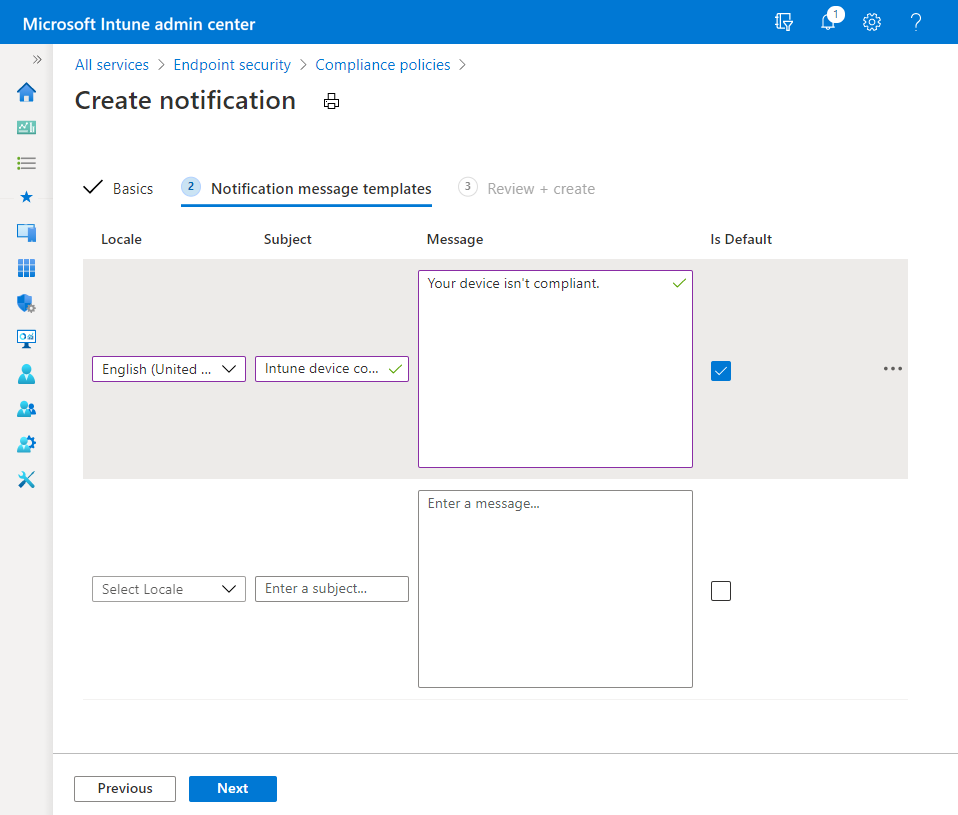 Microsoft Intune admin center
1
All services > Endpoint security > Compliance policies >
Create notification
Basics
2 Notification message templates
3 Review + create
Locale Subject Message Is Default
Your device isn't compliant.
English (United ... Intune device co...
Enter a message...
Select Locale Enter a subject...
Previous Next